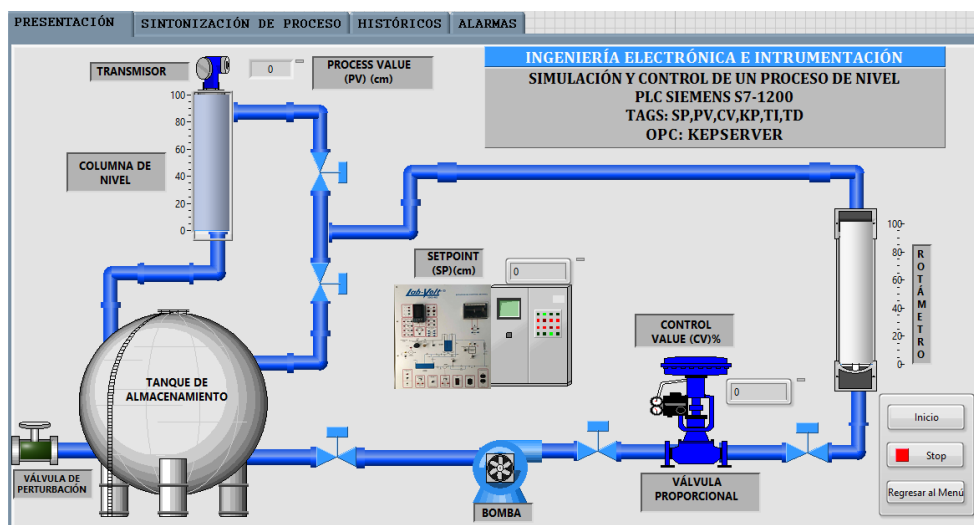 PRESENTACIÓN
SINTONIZACIÓN DE PROCESO
HISTÓRICOS
ALARMAS
INGENIERÍA ELECTRÓNICA E INTRUMENTACIÓN
SIMULACIÓN Y CONTROL DE UN PROCESO DE NIVEL
PLC SIEMENS S7-1200
TAGS: SP,PV,CV,KP,TI,TD
OPC: KEPSERVER
TRANSMISOR
0
PROCESS VALUE
(PV) (cm)
100
80
60
40
20
0
COLUMNA DE
NIVEL
SETPOINT
(SP)(cm)
0
Lab-Volt
100
80
60
40
20
0
ROTÁMETRO
CONTROL
VALUE (CV)%
0
TANQUE DE
ALMACENAMIENTO
VÁLVULA DE
PERTURBACIÓN
BOMBA
VÁLVULA
PROPORCIONAL
Inicio
Stop
Regresar al Menú